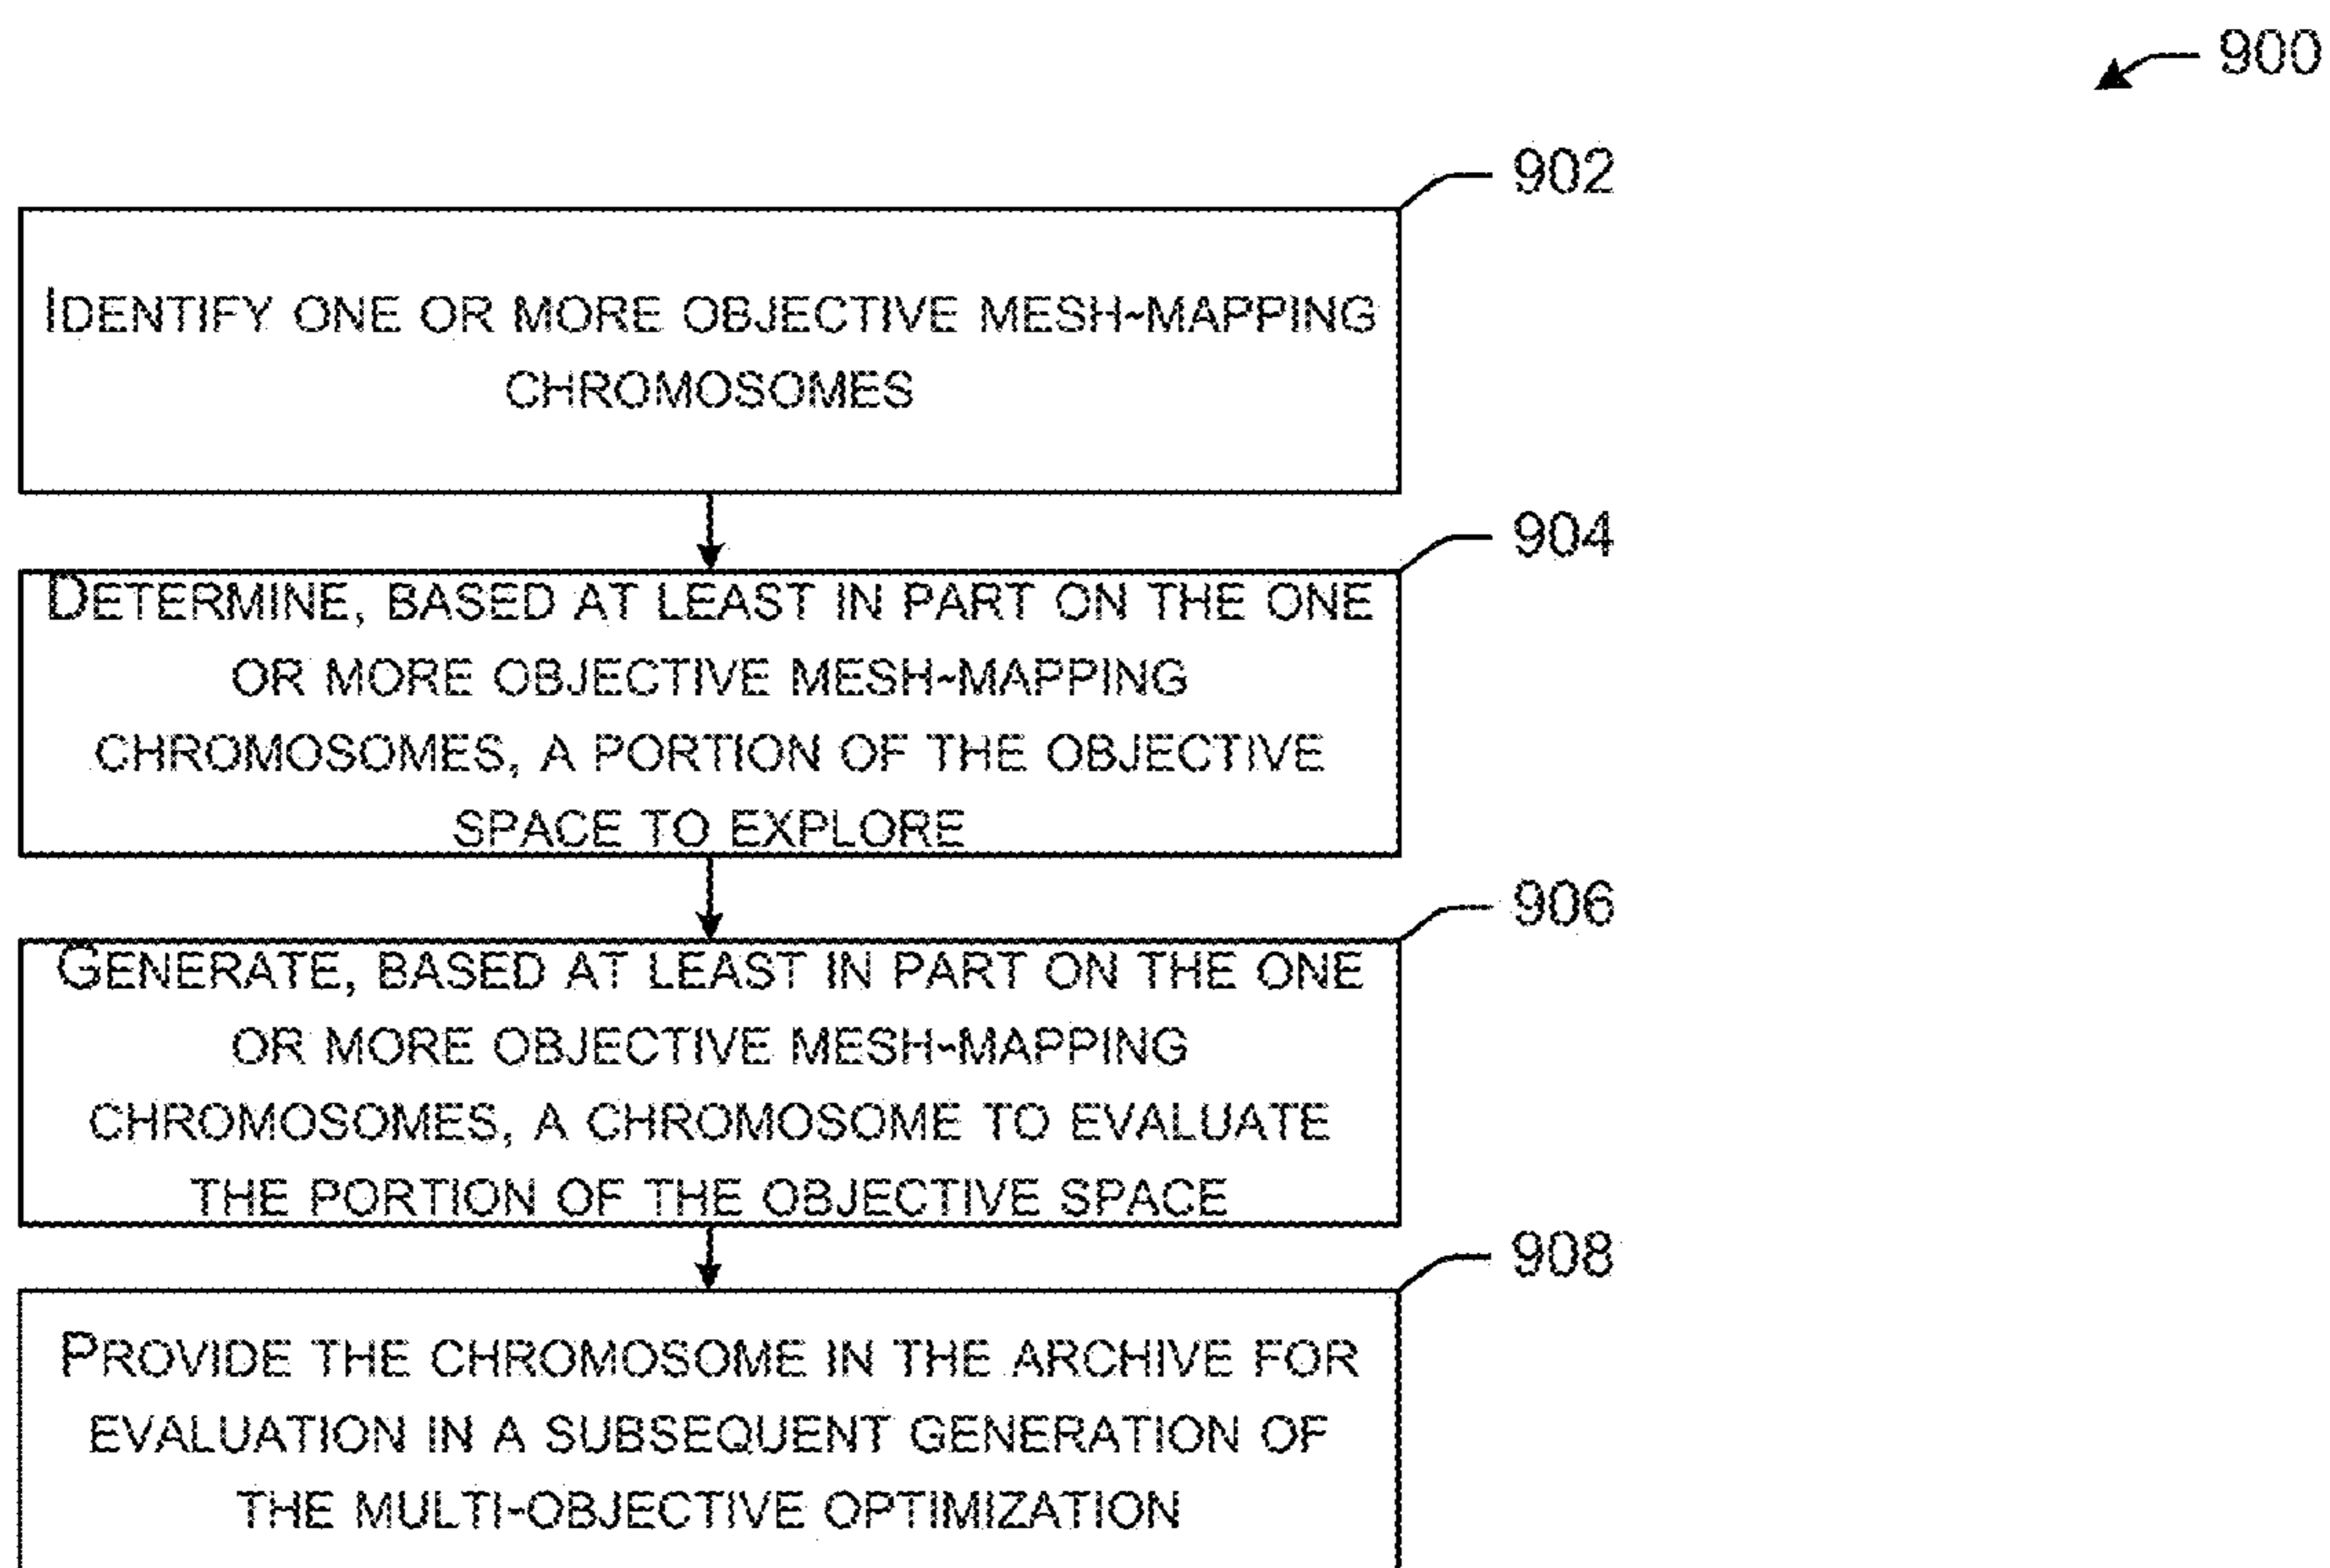 900
902
IDENTIFY ONE OR MORE OBJECTIVE MESH-MAPPING
CHROMOSOMES
904
DETERMINE, BASED AT LEAST IN PART ON THE ONE
OR MORE OBJECTIVE MESH-MAPPING
CHROMOSOMES, A PORTION OF THE OBJECTIVE
SPACE TO EXPLORE
906
GENERATE, BASED AT LEAST IN PART ON THE ONE
OR MORE OBJECTIVE MESH-MAPPING
CHROMOSOMES, A CHROMOSOME TO EVALUATE
THE PORTION OF THE OBJECTIVE SPACE
908
PROVIDE THE CHROMOSOME IN THE ARCHIVE FOR
EVALUATION IN A SUBSEQUENT GENERATION OF
THE MULTI-OBJECTIVE OPTIMIZATION